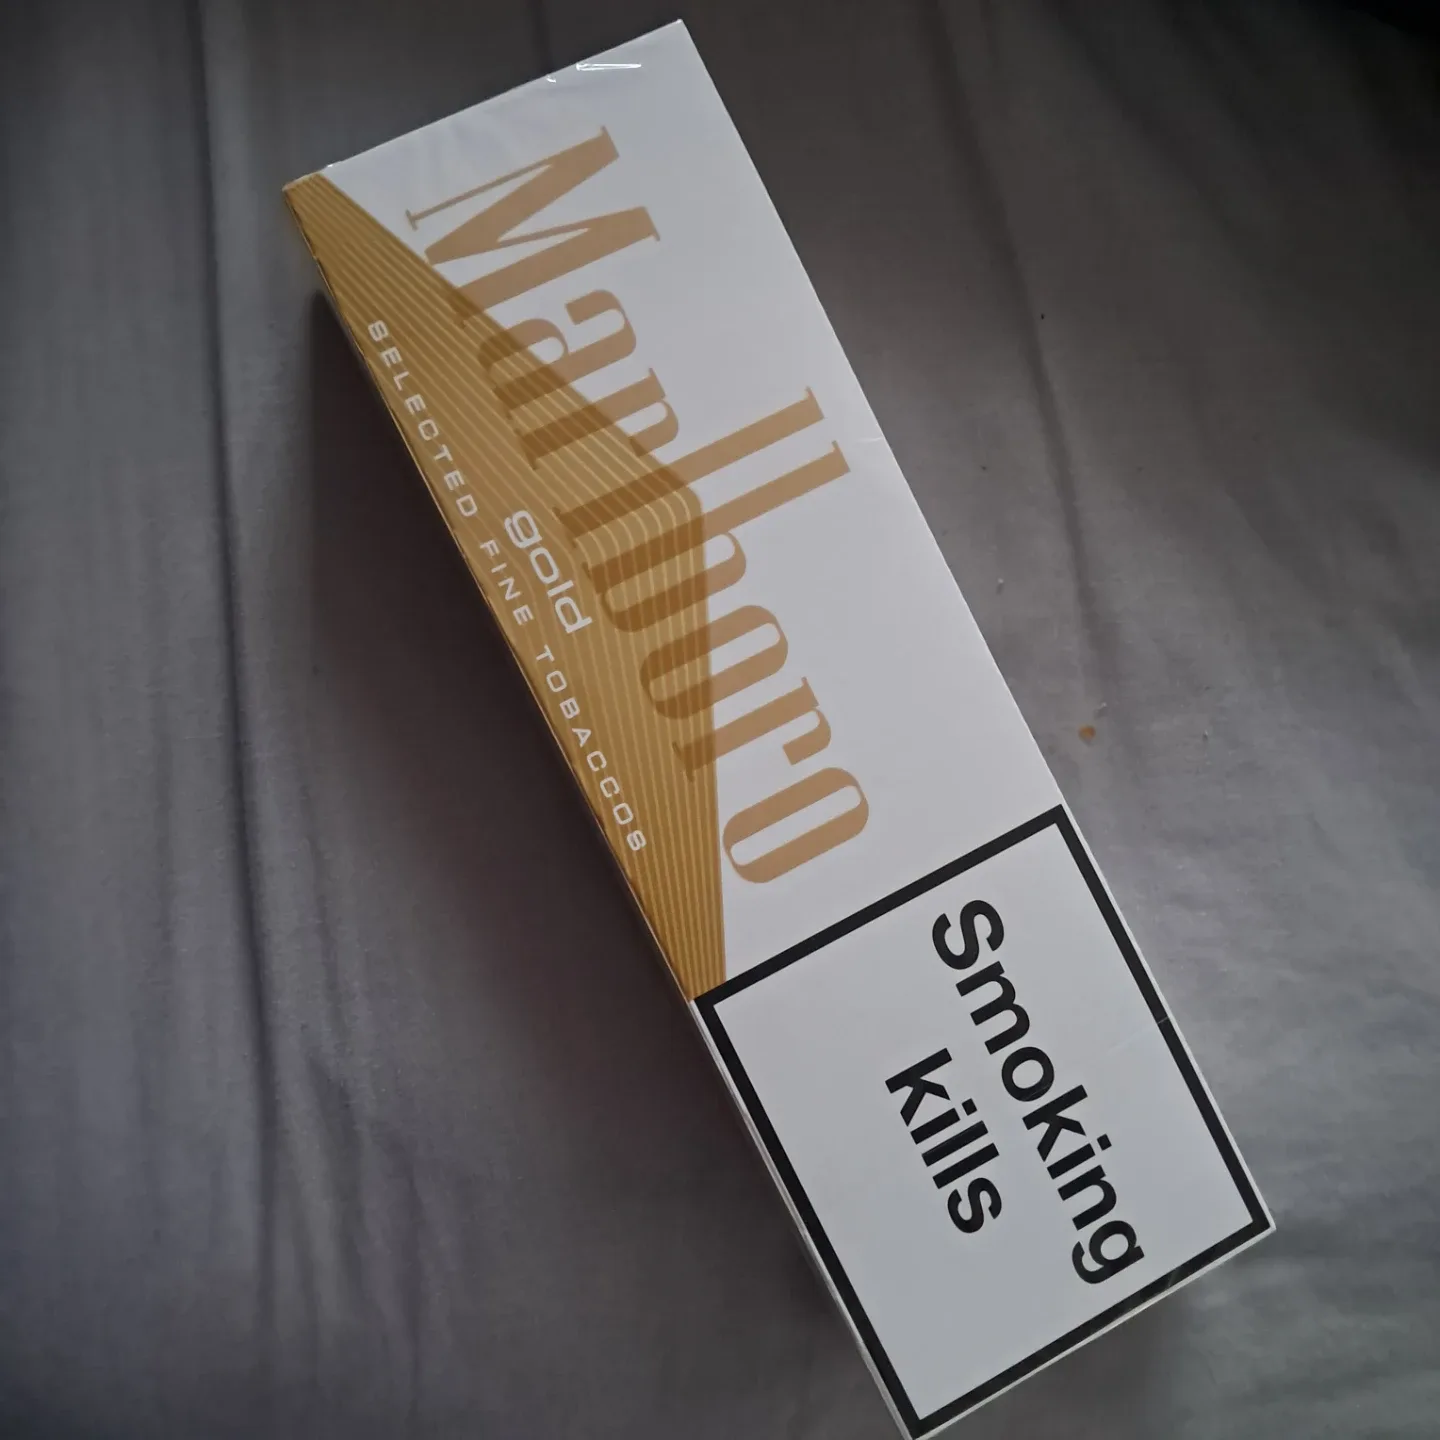 Marlboro
gold
SELECTED FINE TOBACCOS
Smoking
kills